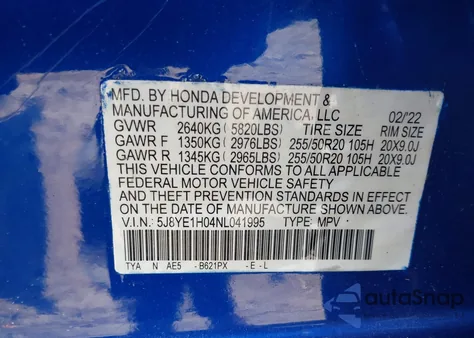 MFD. BY HONDA DEVELOPMENT &
MANUFACTURING OF AMERICA, LLC 02/22
GVWR 2640KG (5820LBS) TIRE SIZE RIM SIZE
GAWR F 1350KG (2976LBS) 255/50R20 105H 20X9.0J
GAWR R 1345KG (2965LBS) 255/50R20 105H 20X9.0J
THIS VEHICLE CONFORMS TO ALL APPLICABLE
FEDERAL MOTOR VEHICLE SAFETY
AND THEFT PREVENTION STANDARDS IN EFFECT
ON THE DATE OF MANUFACTURE SHOWN ABOVE.
V.I.N.: 5J8YE1H04NL041995 TYPE: MPV
TYA N AE5 -B621PX -E-L
autoSnap